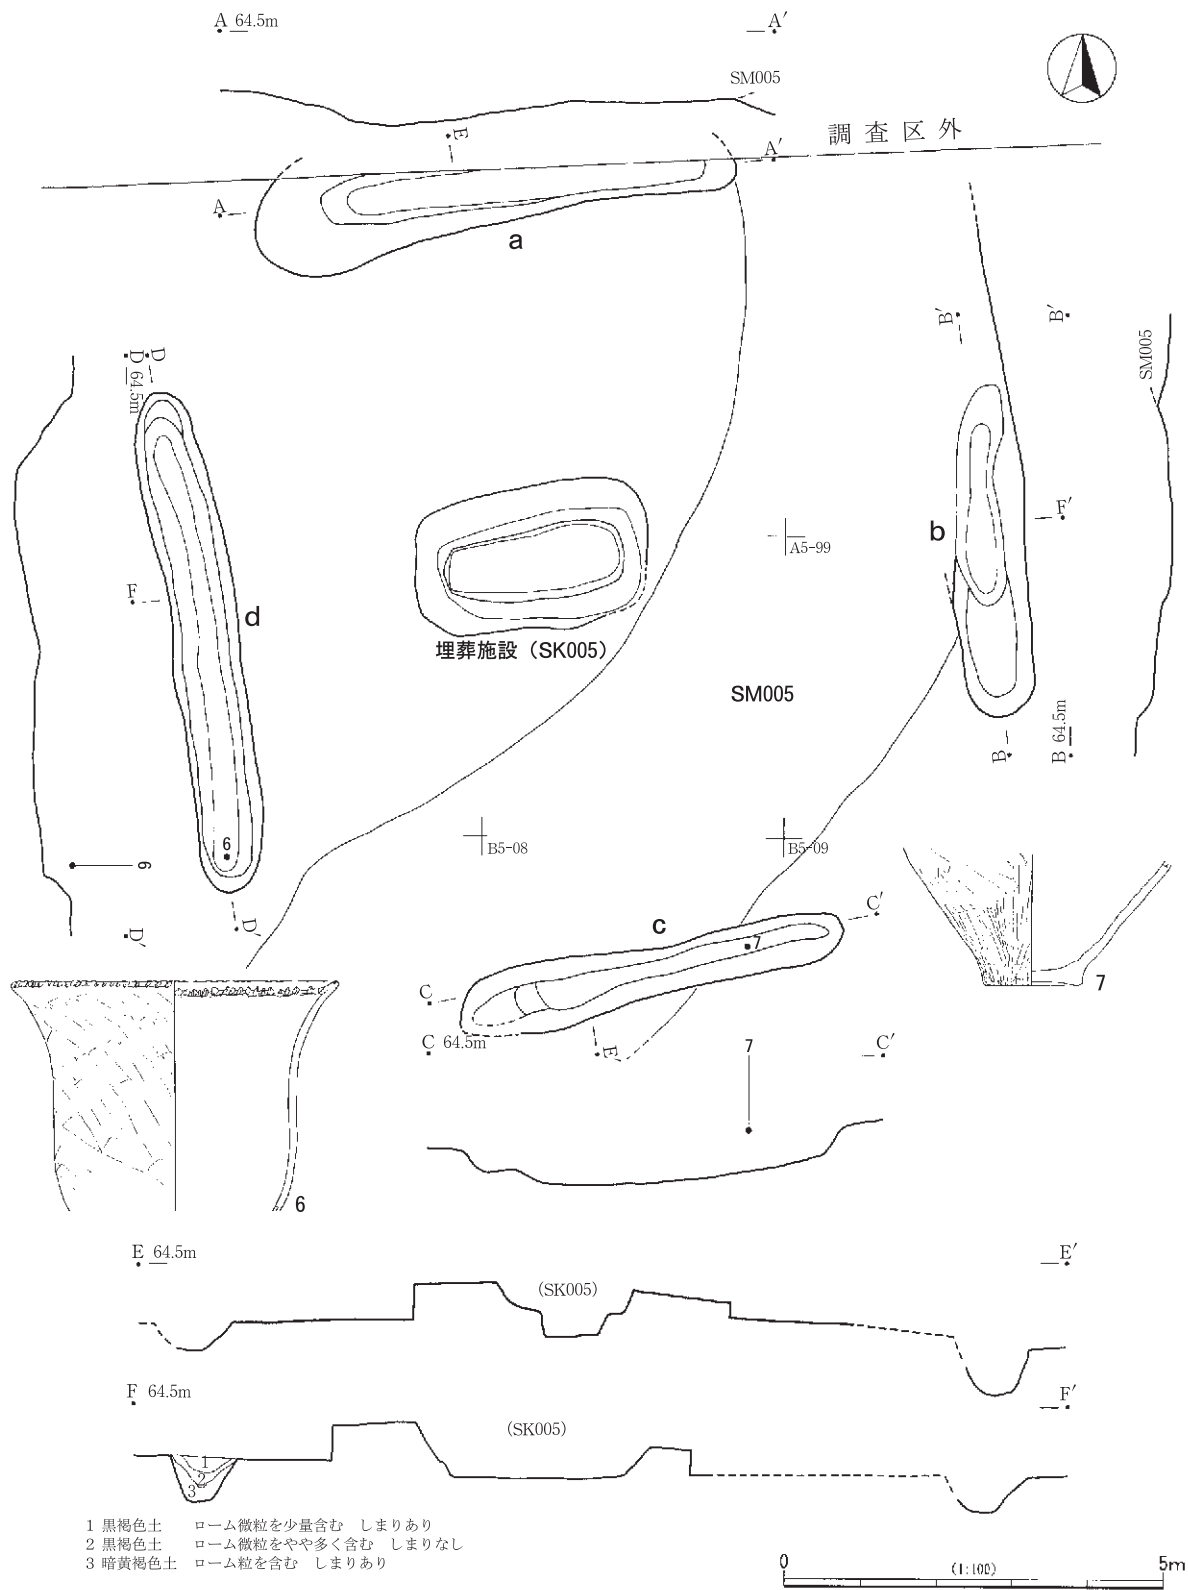 A 64.5m
A′
SM005
E
調査区外
A′
A
a
B′
B′
SM005
D
D 64.5m
F′
b
A5-99
F
d
埋葬施設（SK005）
SM005
B
B 64.5m
6
B5-08
B5-09
6
D′
D′
c
C′
7
7
C
E′
C 64.5m
7
C′
6
E 64.5m
E′
(SK005)
F 64.5m
F′
(SK005)
1
2
3
1 黒褐色土　ローム微粒を少量含む　しまりあり
2 黒褐色土　ローム微粒をやや多く含む　しまりなし
3 暗黄褐色土　ローム粒を含む　しまりあり
0 (1:100) 5m